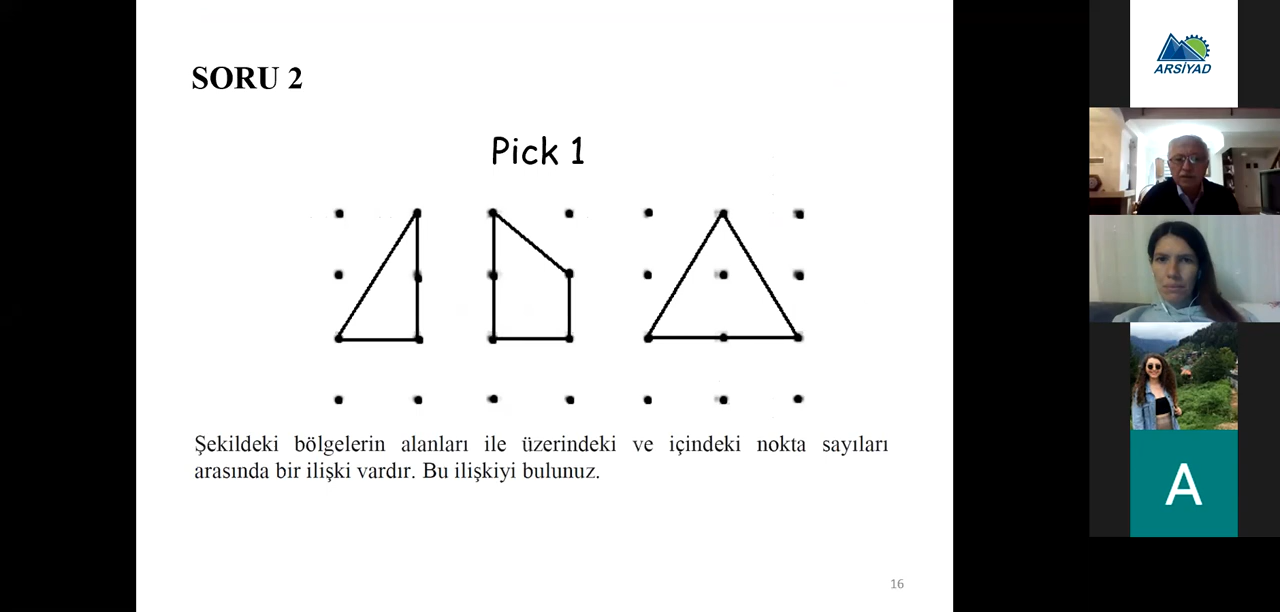 SORU 2
Pick 1
Şekildeki bölgelerin alanları ile üzerindeki ve içindeki nokta sayıları
arasında bir ilişki vardır. Bu ilişkiyi bulunuz.
16
ARSİYAD
A